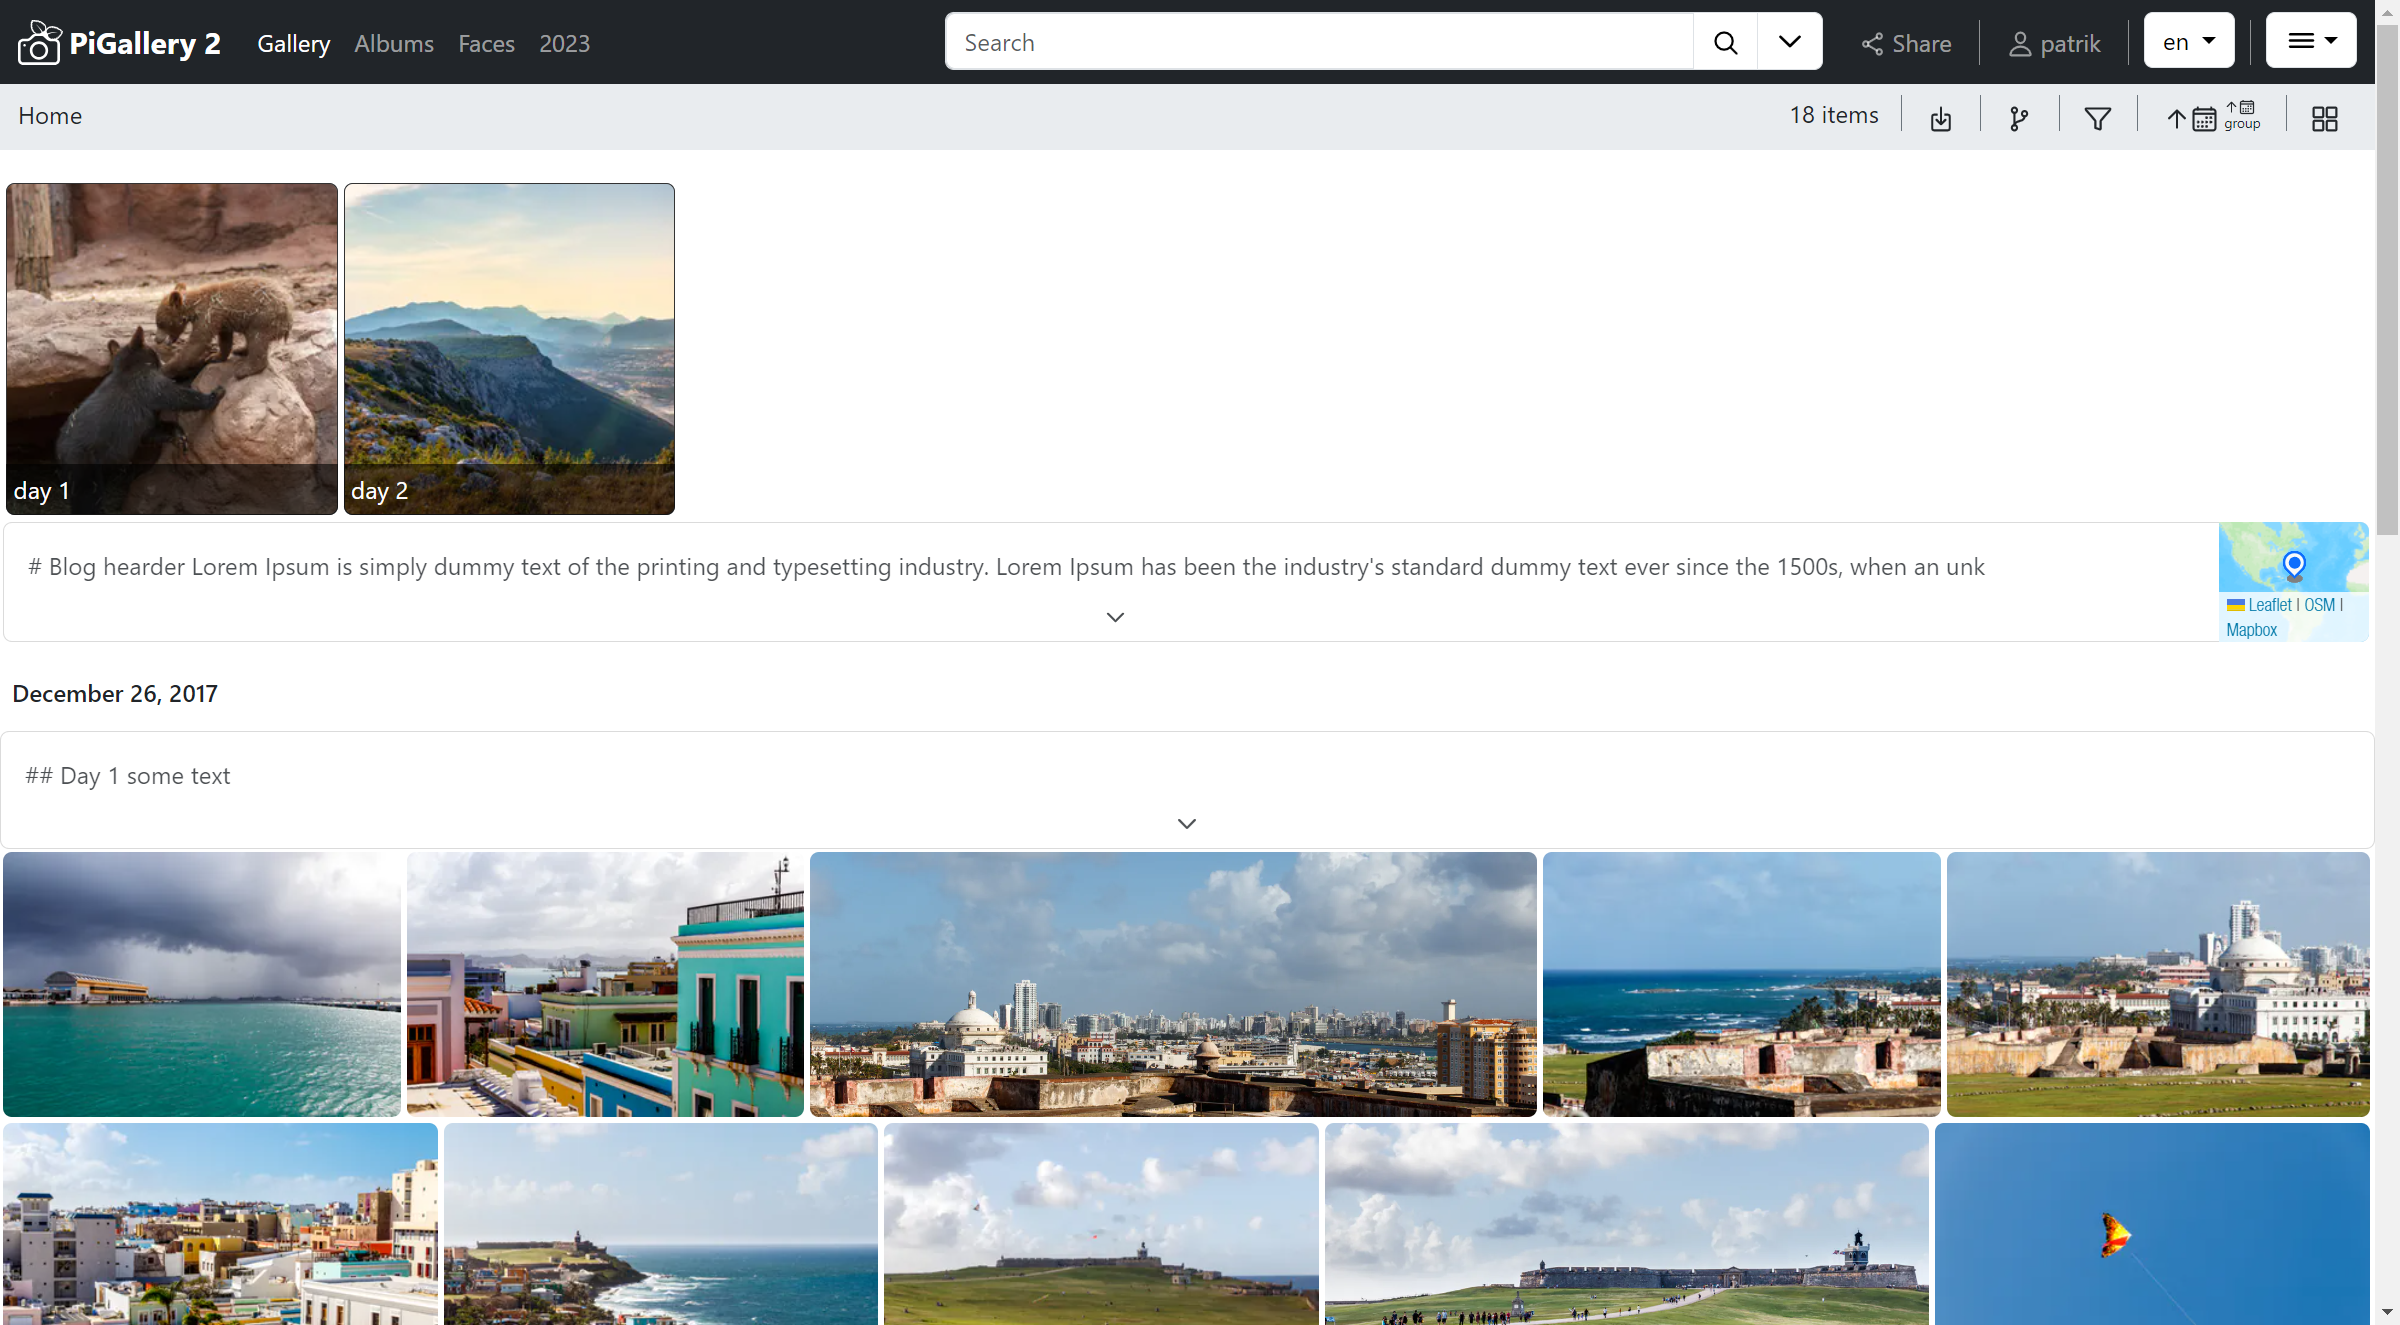 PiGallery 2 Gallery Albums Faces 2023 Search Share patrik en
Home 18 items group
day 1
day 2
# Blog hearder Lorem Ipsum is simply dummy text of the printing and typesetting industry. Lorem Ipsum has been the industry's standard dummy text ever since the 1500s, when an unk
Leaflet | OSM |
Mapbox
December 26, 2017
## Day 1 some text